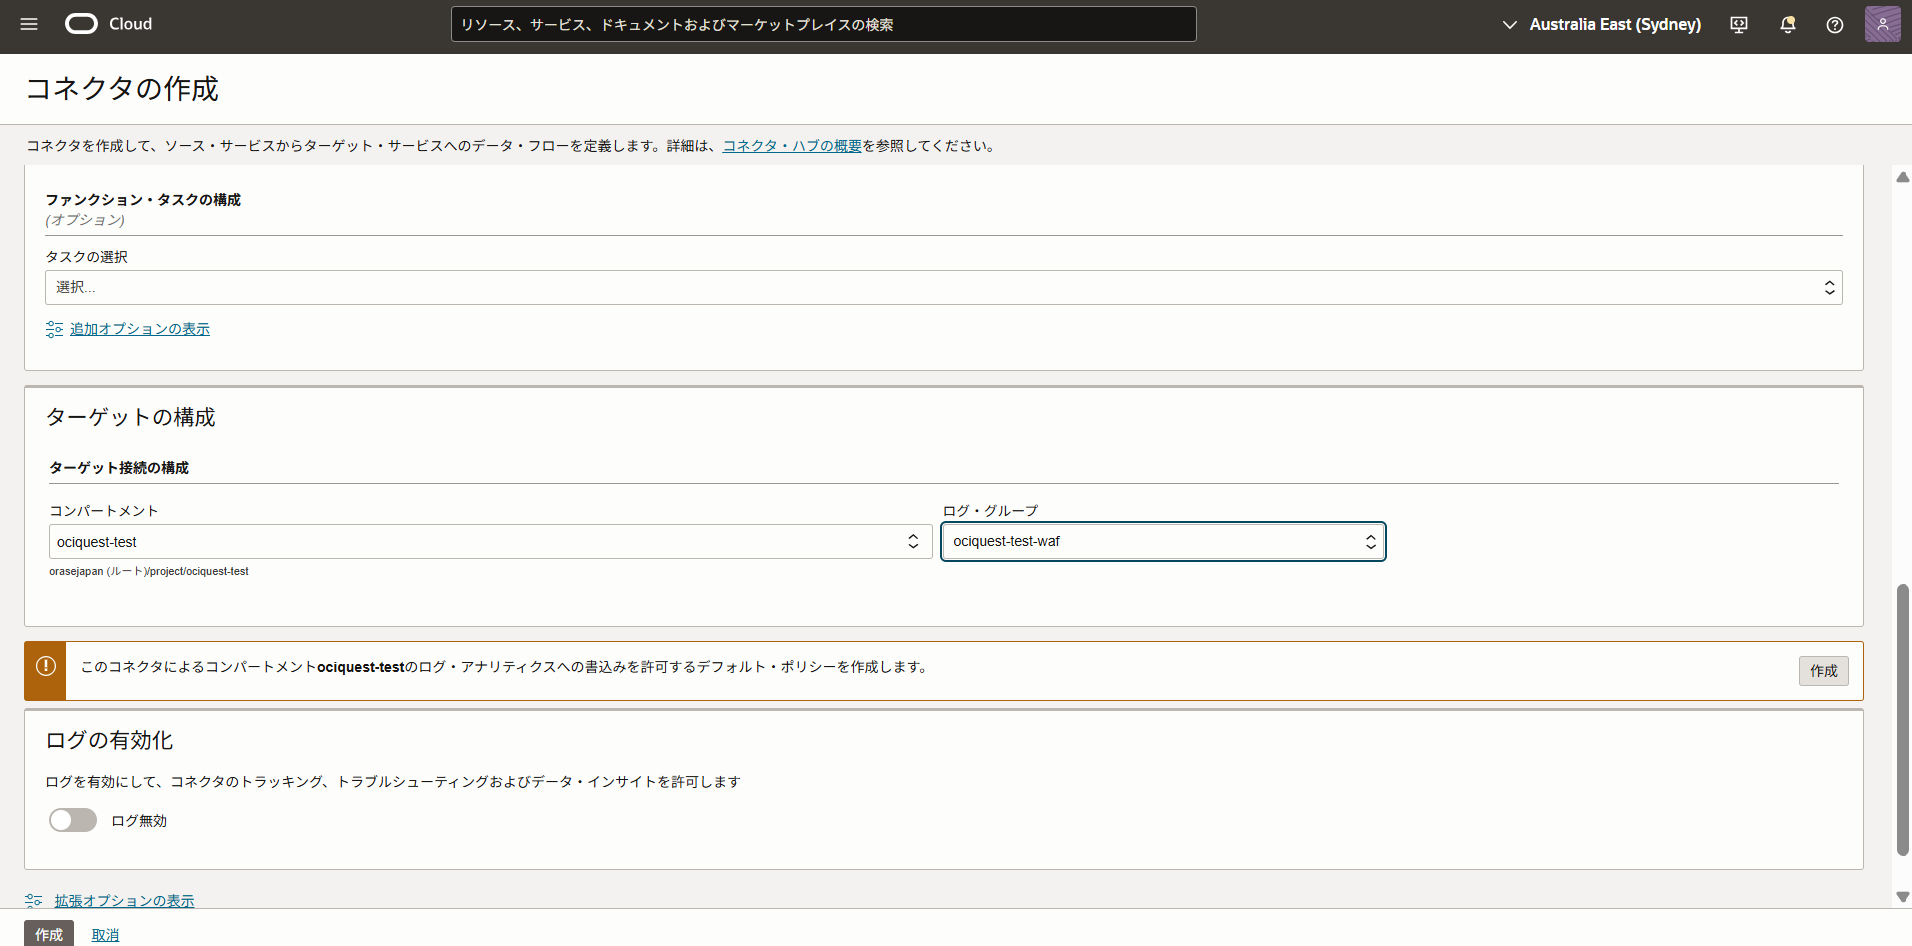 Cloud
リソース、サービス、ドキュメントおよびマーケットプレイスの検索
Australia East (Sydney)
コネクタの作成
コネクタを作成して、ソース・サービスからターゲット・サービスへのデータ・フローを定義します。詳細は、コネクタ・ハブの概要を参照してください。
ファンクション・タスクの構成
(オプション)
タスクの選択
選択...
追加オプションの表示
ターゲットの構成
ターゲット接続の構成
コンパートメント
ログ・グループ
ociquest-test
ociquest-test-waf
orasejapan (ルート)/project/ociquest-test
このコネクタによるコンパートメントociquest-testのログ・アナリティクスへの書込みを許可するデフォルト・ポリシーを作成します。
作成
ログの有効化
ログを有効にして、コネクタのトラッキング、トラブルシューティングおよびデータ・インサイトを許可します
ログ無効
拡張オプションの表示
作成
取消